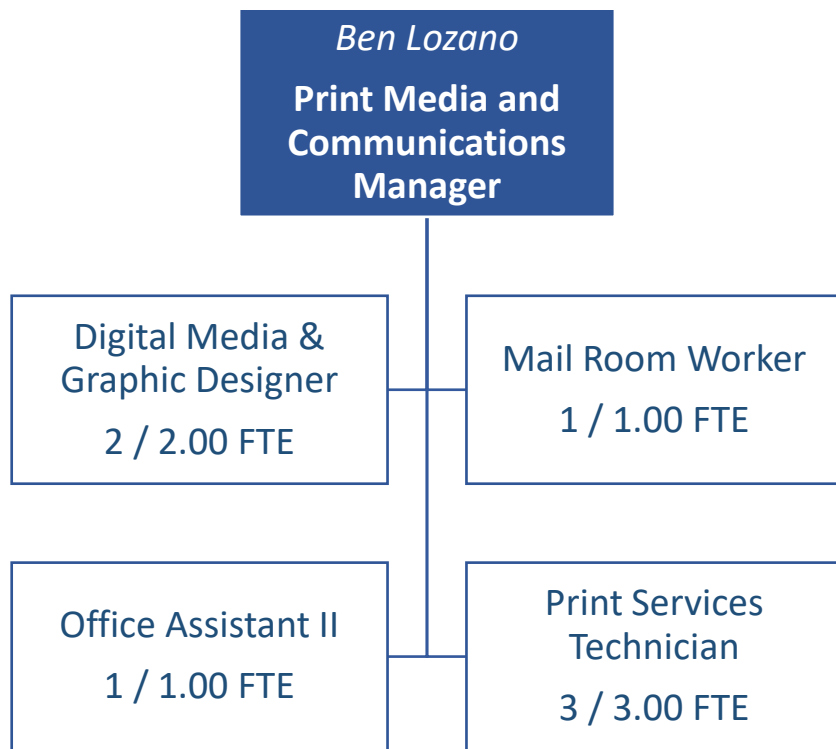 Ben Lozano
Print Media and
Communications
Manager
Digital Media &
Graphic Designer
2 / 2.00 FTE
Mail Room Worker
1 / 1.00 FTE
Office Assistant II
1 / 1.00 FTE
Print Services
Technician
3 / 3.00 FTE